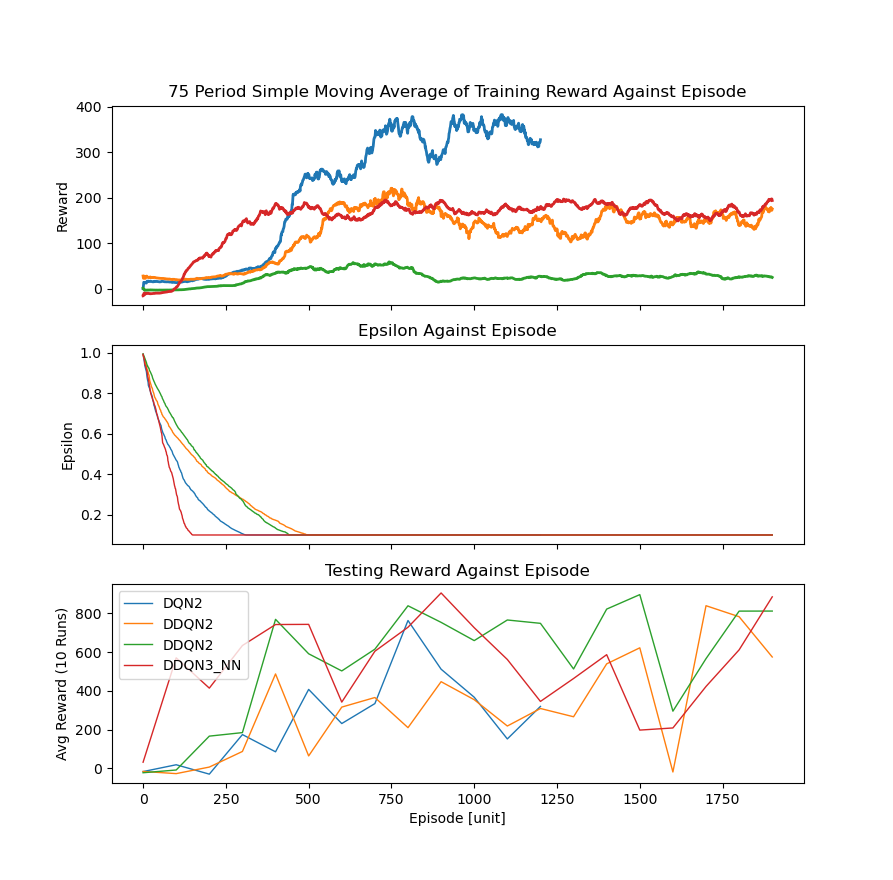 75 Period Simple Moving Average of Training Reward Against Episode
400
300
200
100
0
Reward
Epsilon Against Episode
1.0
0.8
0.6
0.4
0.2
Epsilon
Testing Reward Against Episode
DQN2
DDQN2
DDQN2
DDQN3_NN
800
600
400
200
0
Avg Reward (10 Runs)
0 250 500 750 1000 1250 1500 1750
Episode [unit]